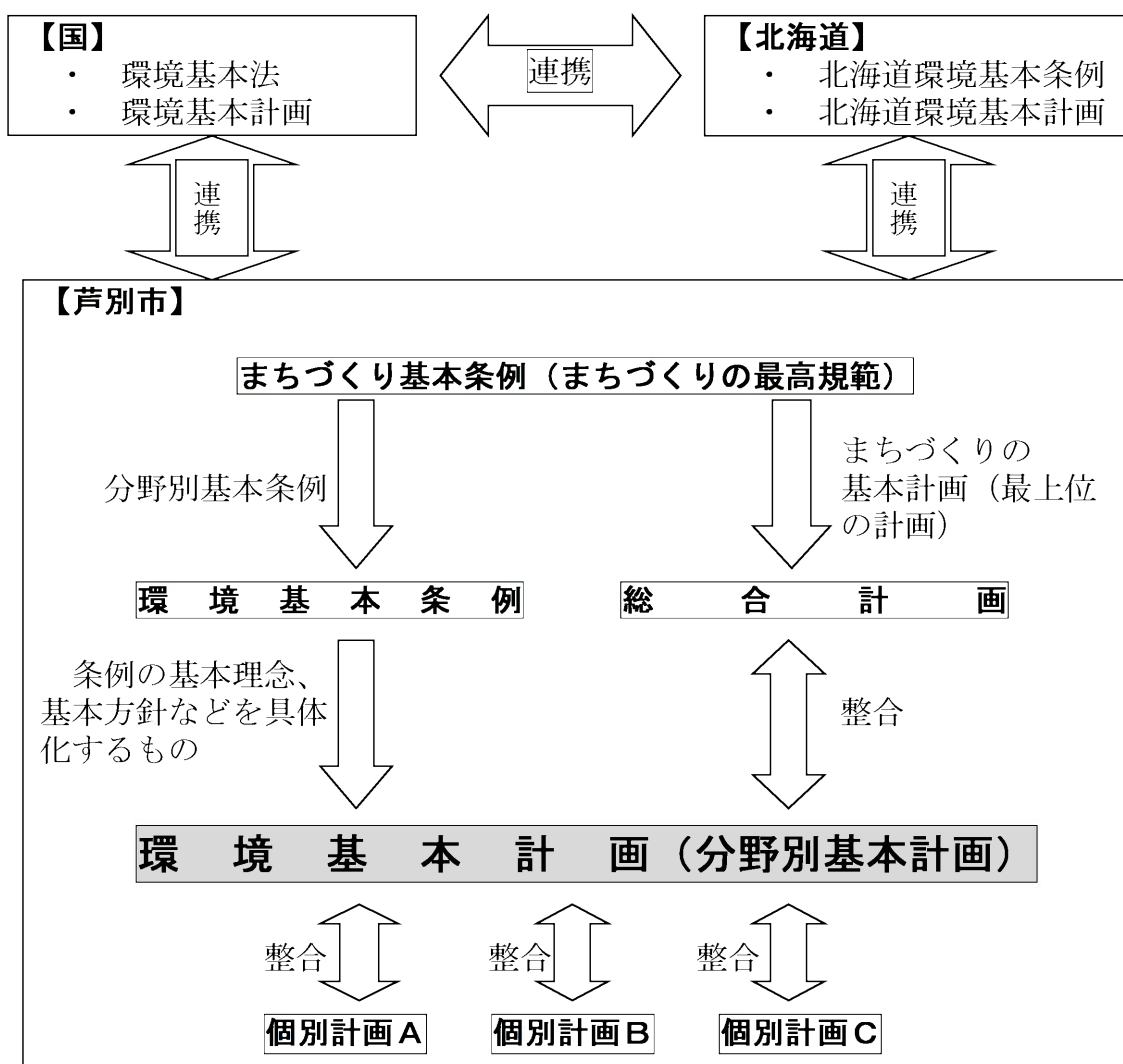 【国】
・ 環境基本法
・ 環境基本計画
連携
【北海道】
・ 北海道環境基本条例
・ 北海道環境基本計画
連
携
連
携
【芦別市】
まちづくり基本条例（まちづくりの最高規範）
分野別基本条例
まちづくりの
基本計画（最上位
の計画）
環境基本条例
総合計画
条例の基本理念、
基本方針などを具体
化するもの
整合
環境基本計画（分野別基本計画）
整合
整合
整合
個別計画Ａ
個別計画Ｂ
個別計画Ｃ